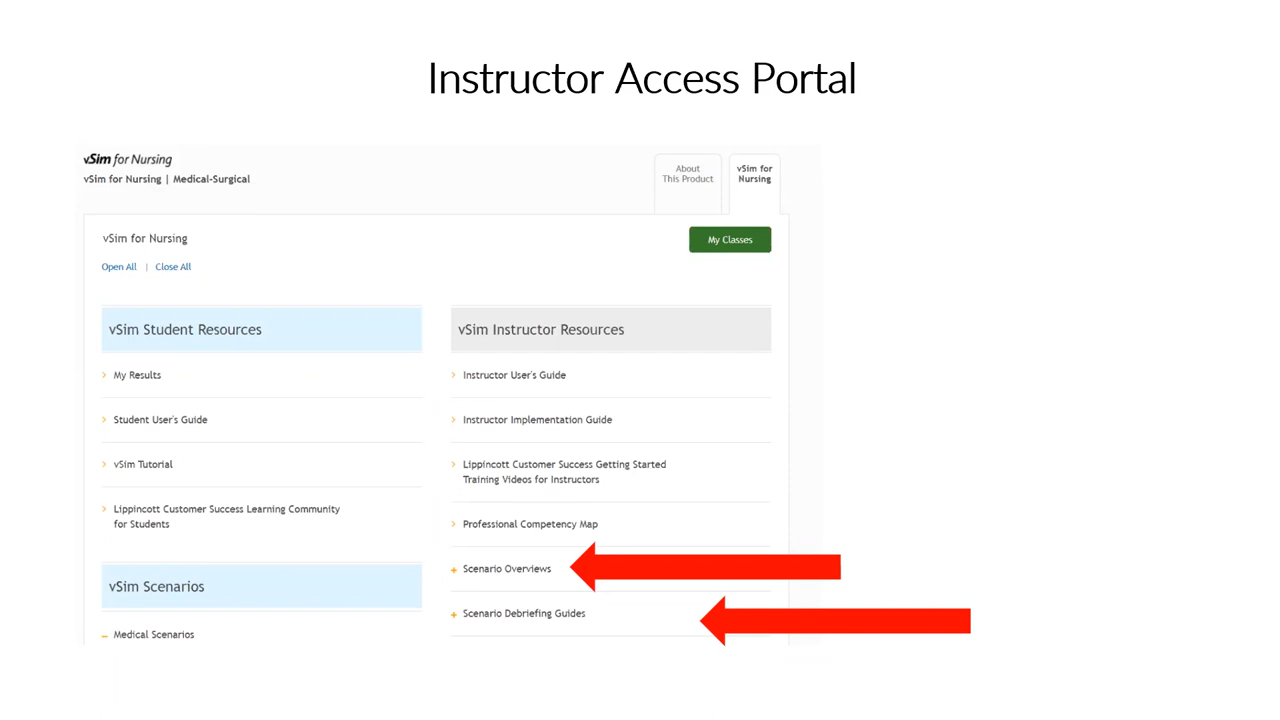 Instructor Access Portal
vSim for Nursing
vSim for Nursing | Medical-Surgical
About
This Product
vSim for
Nursing
vSim for Nursing
My Classes
Open All | Close All
vSim Student Resources
My Results
Student User's Guide
vSim Tutorial
Lippincott Customer Success Learning Community
for Students
vSim Scenarios
Medical Scenarios
vSim Instructor Resources
Instructor User's Guide
Instructor Implementation Guide
Lippincott Customer Success Getting Started
Training Videos for Instructors
Professional Competency Map
Scenario Overviews
Scenario Debriefing Guides